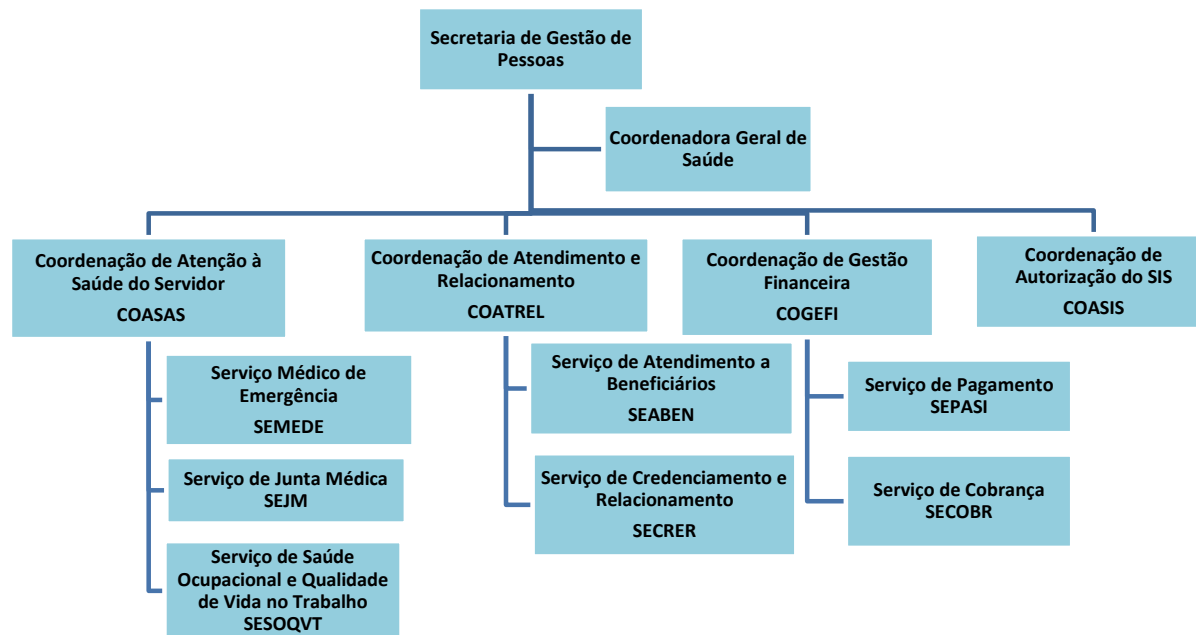 Secretaria de Gestão de
Pessoas
Coordenadora Geral de
Saúde
Coordenação de Atenção à
Saúde do Servidor
COASAS
Coordenação de Atendimento e
Relacionamento
COATREL
Coordenação de Gestão
Financeira
COGEFI
Coordenação de
Autorização do SIS
COASIS
Serviço Médico de
Emergência
SEMEDE
Serviço de Junta Médica
SEJM
Serviço de Saúde
Ocupacional e Qualidade
de Vida no Trabalho
SESOQVT
Serviço de Atendimento a
Beneficiários
SEABEN
Serviço de Credenciamento e
Relacionamento
SECRER
Serviço de Pagamento
SEPASI
Serviço de Cobrança
SECOBR